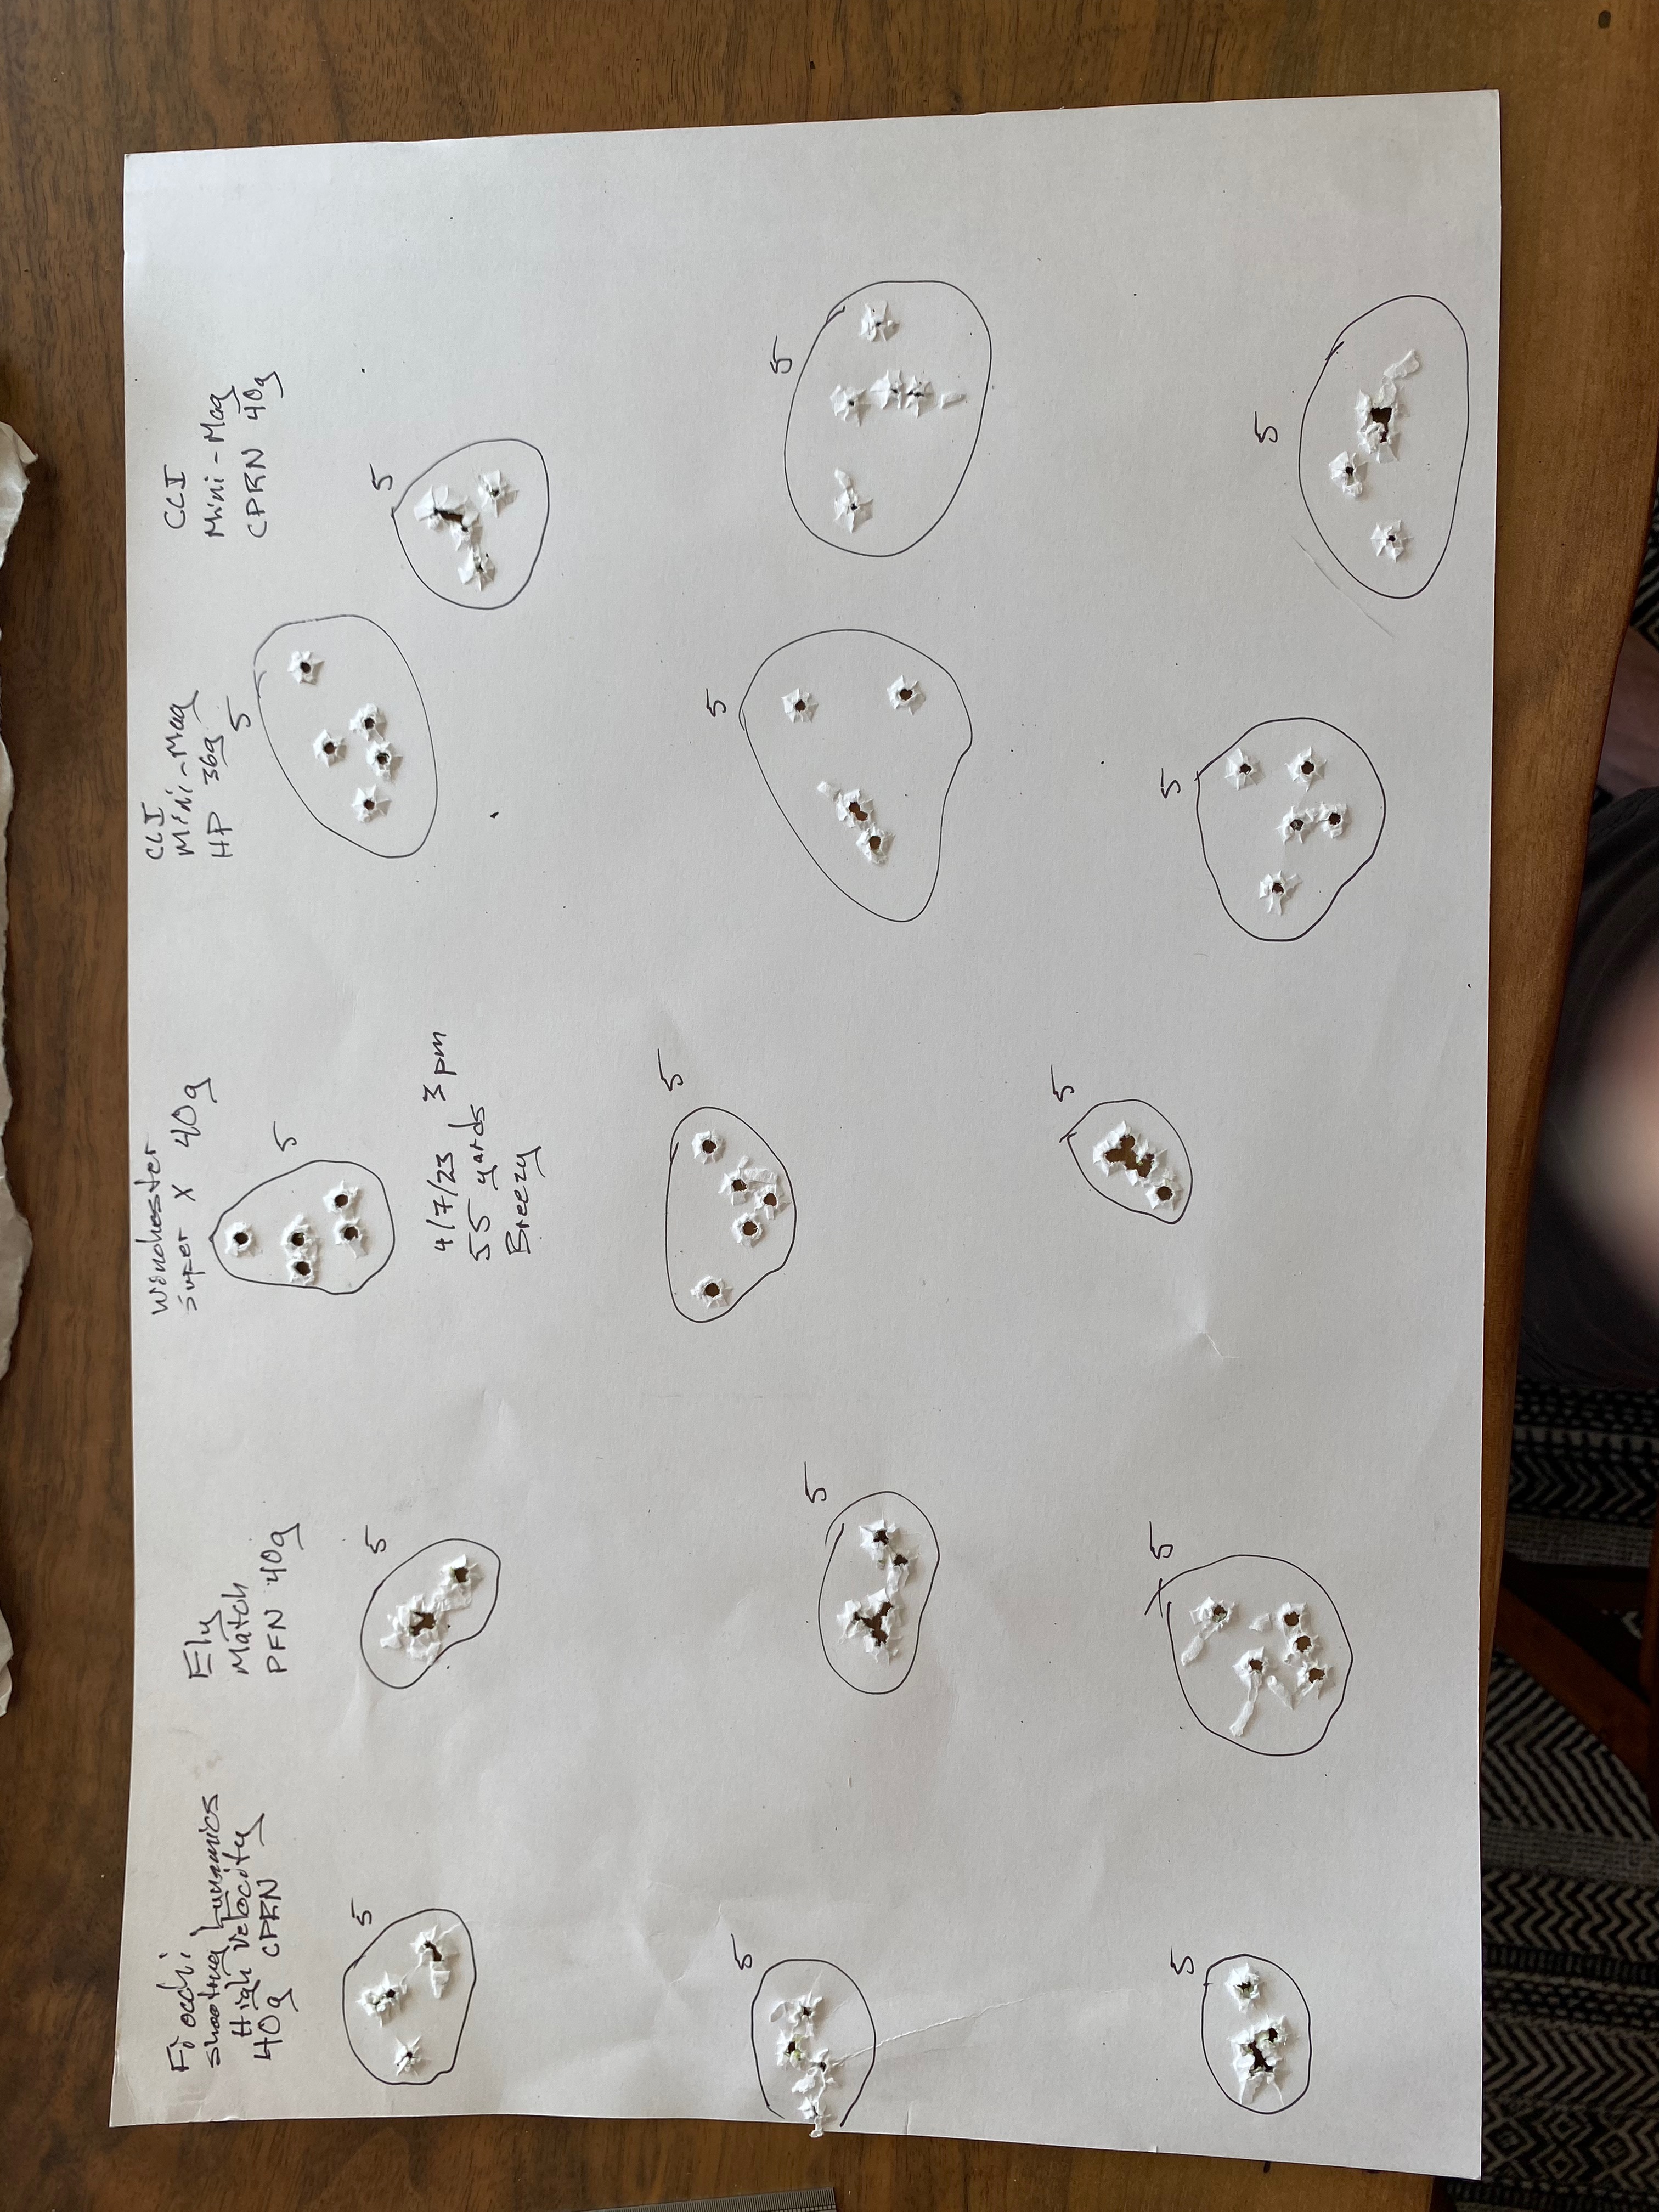 Fiocchi
Shooting Dynamics
High Velocity
40g CPRN
5
5
5
Ely
Match
PFN 40g
5
5
5
Winchester
Super X 40g
5
4/7/23 3pm
55 yards
Breezy
5
5
CCI
Mini-Mag
HP 36g
5
5
5
CCI
Mini-Mag
CPRN 40g
5
5
5